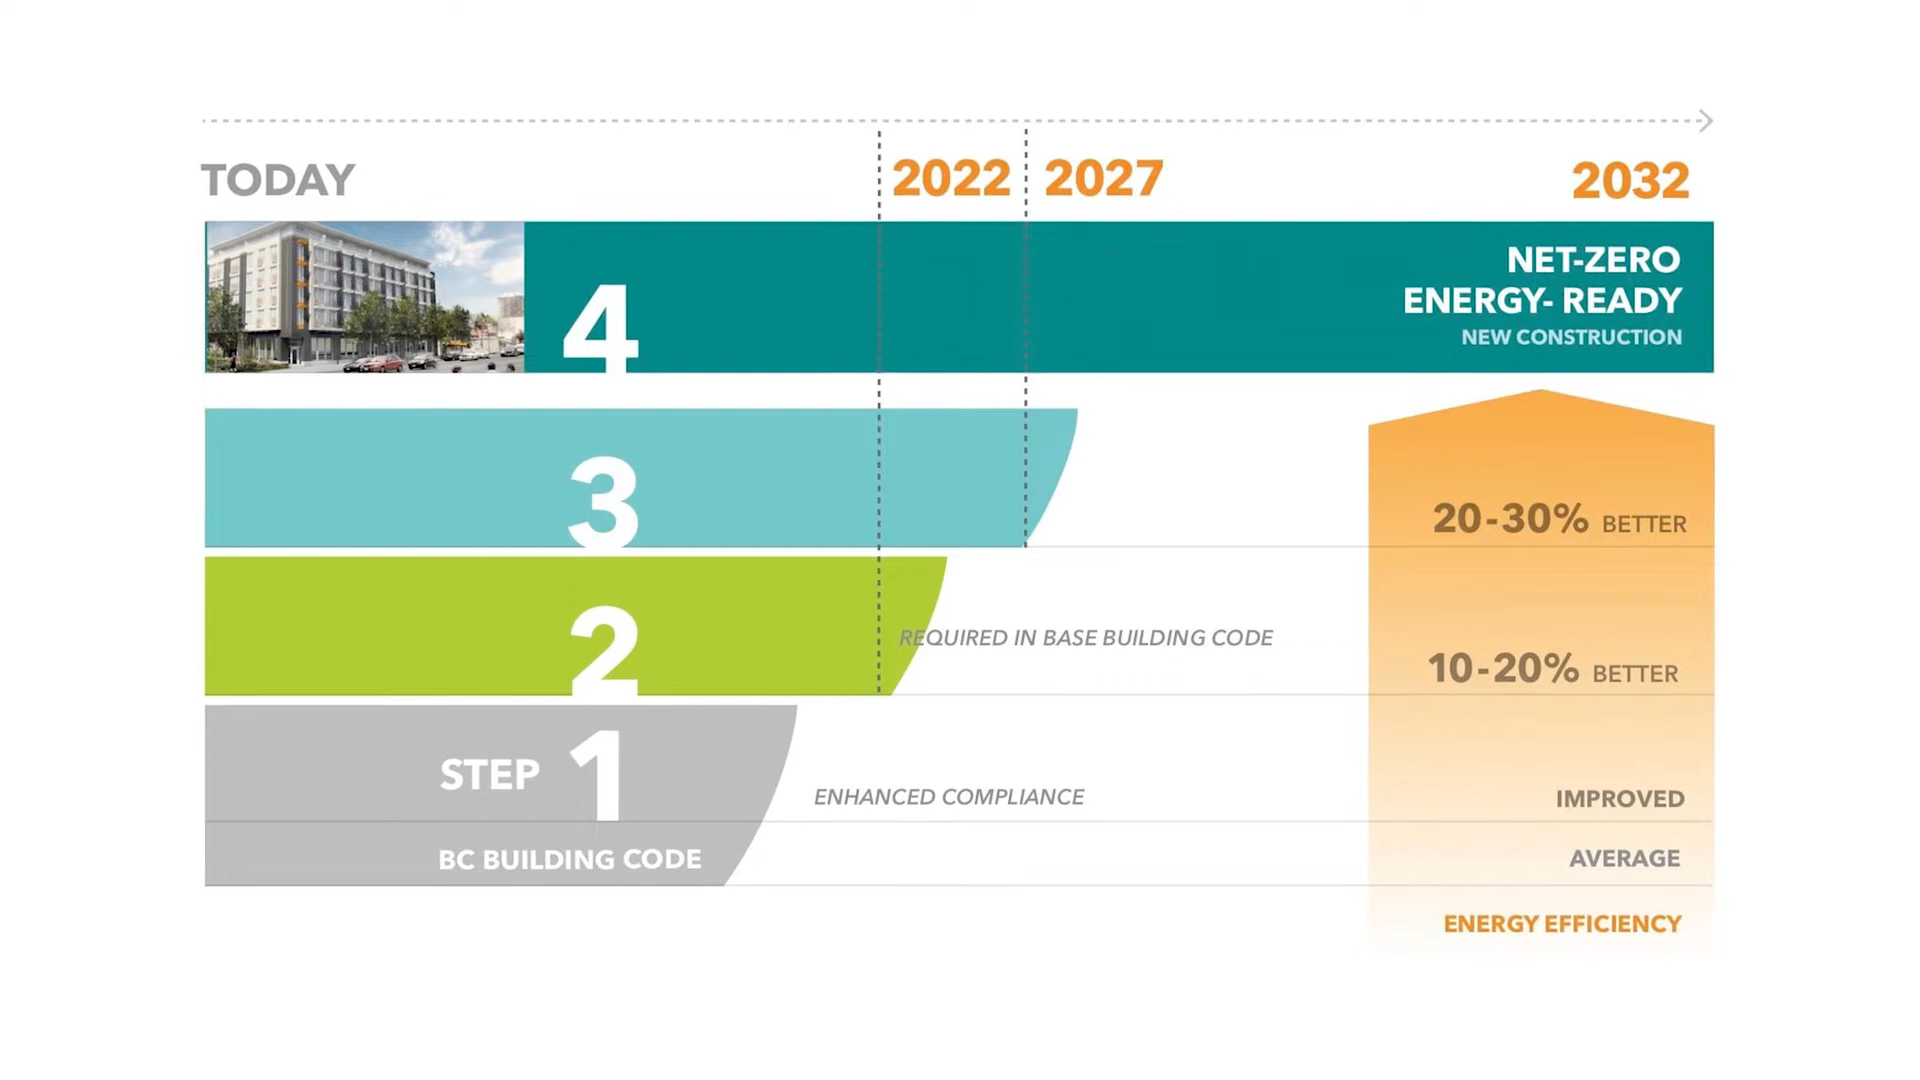 TODAY
2022
2027
2032
4
NET-ZERO
ENERGY- READY
NEW CONSTRUCTION
3
20-30% BETTER
2
REQUIRED IN BASE BUILDING CODE
10-20% BETTER
STEP 1
ENHANCED COMPLIANCE
IMPROVED
BC BUILDING CODE
AVERAGE
ENERGY EFFICIENCY